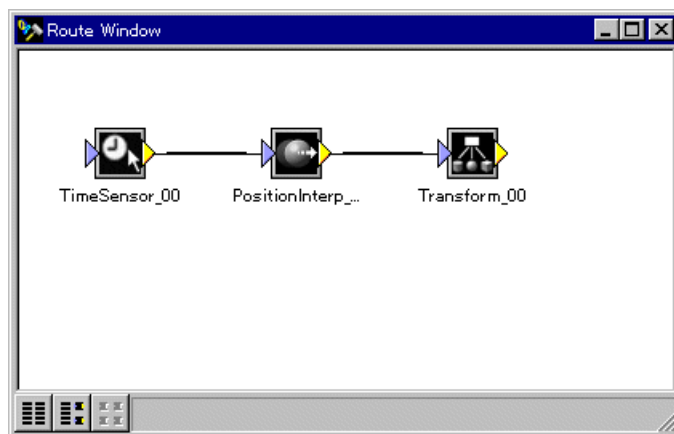 Route Window
TimeSensor_00
PositionInterp_...
Transform_00